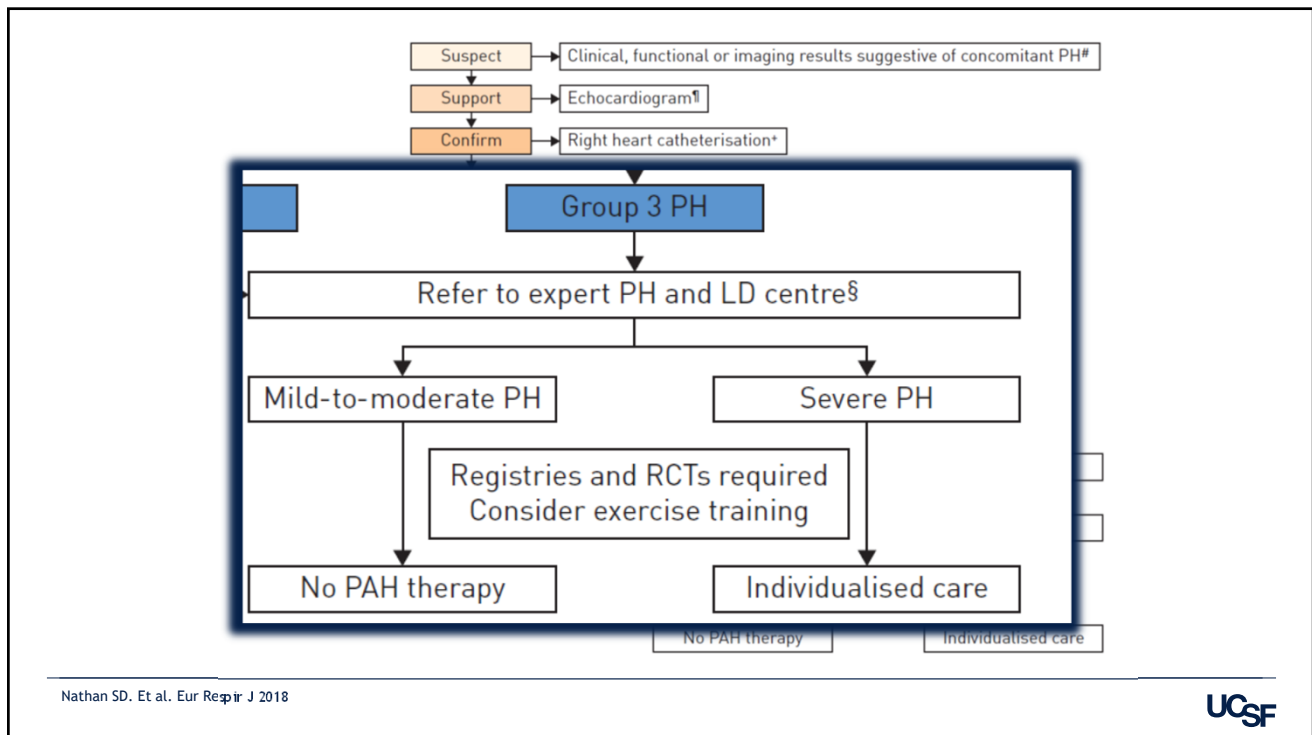 Suspect
Clinical, functional or imaging results suggestive of concomitant PH#
Support
Echocardiogram¶
Confirm
Right heart catheterisation+
Group 3 PH
Refer to expert PH and LD centre§
Mild-to-moderate PH
Severe PH
Registries and RCTs required
Consider exercise training
No PAH therapy
Individualised care
No PAH therapy
Individualised care
Nathan SD. Et al. Eur Respir J 2018
UCSF